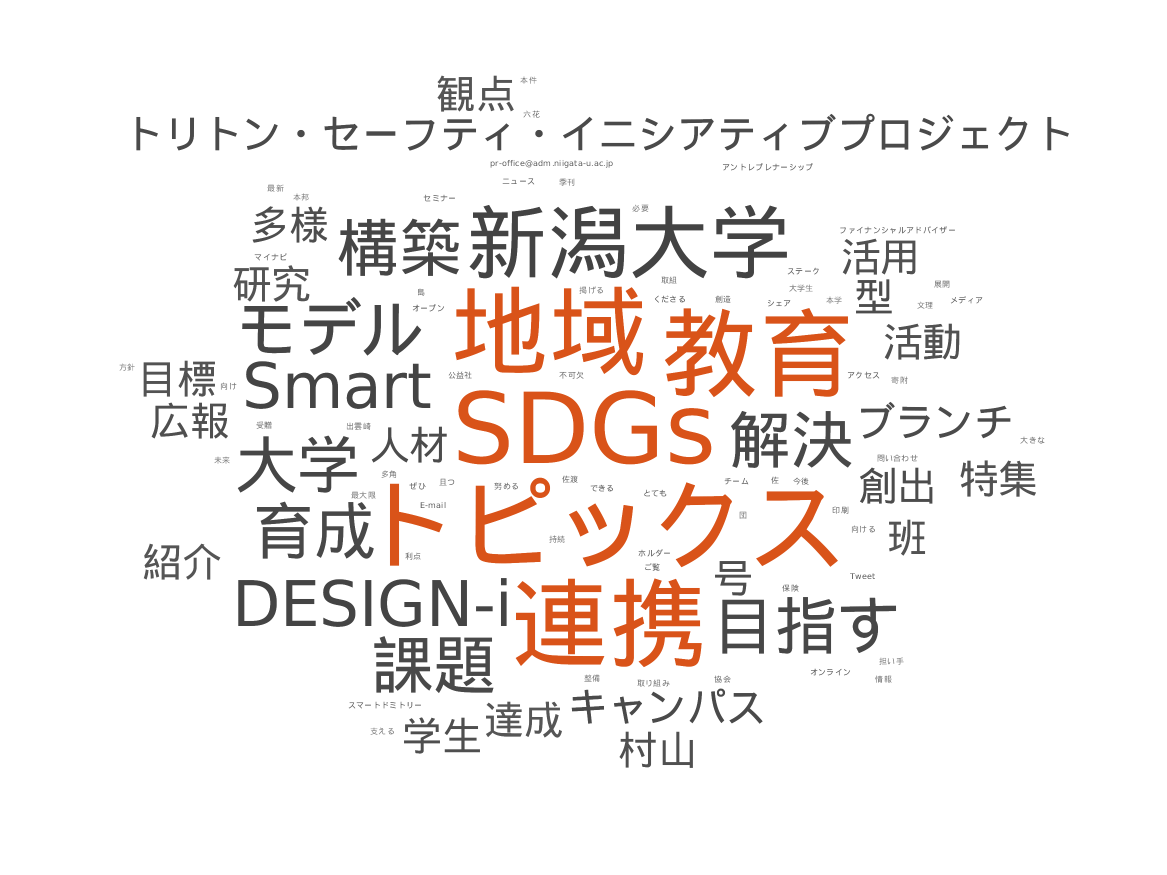 観点
本件
六花
トリトン・セーフティ・イニシアティブプロジェクト
pr-office@adm.niigata-u.ac.jp
アントレプレナーシップ
ニュース
季刊
最新
本邦
セミナー
必要
多様
構築
新潟大学
ファイナンシャルアドバイザー
活用
マイナビ
研究
ステーク
取組
展開
大学生
型
鳥
掲げる
くださる
創造
シェア
本学
文理
メディア
オープン
モデル
地域
教育
活動
方針
目標
向け
Smart
公益社
不可欠
アクセス
寄附
広報
SDGs
解決
ブランチ
受贈
出雲崎
人材
大きな
未来
大学
問い合わせ
創出
特集
多角
ぜひ
且つ
努める
佐渡
できる
とても
チーム
佐
今後
最大限
E-mail
育成
トピックス
団
印刷
向ける
班
持続
利点
ホルダー
ご覧
紹介
号
Tweet
保険
DESIGN-i
連携
目指す
課題
整備
取り組み
協会
オンライン
担い手
情報
スマートドミトリー
キャンパス
支える
学生
達成
村山